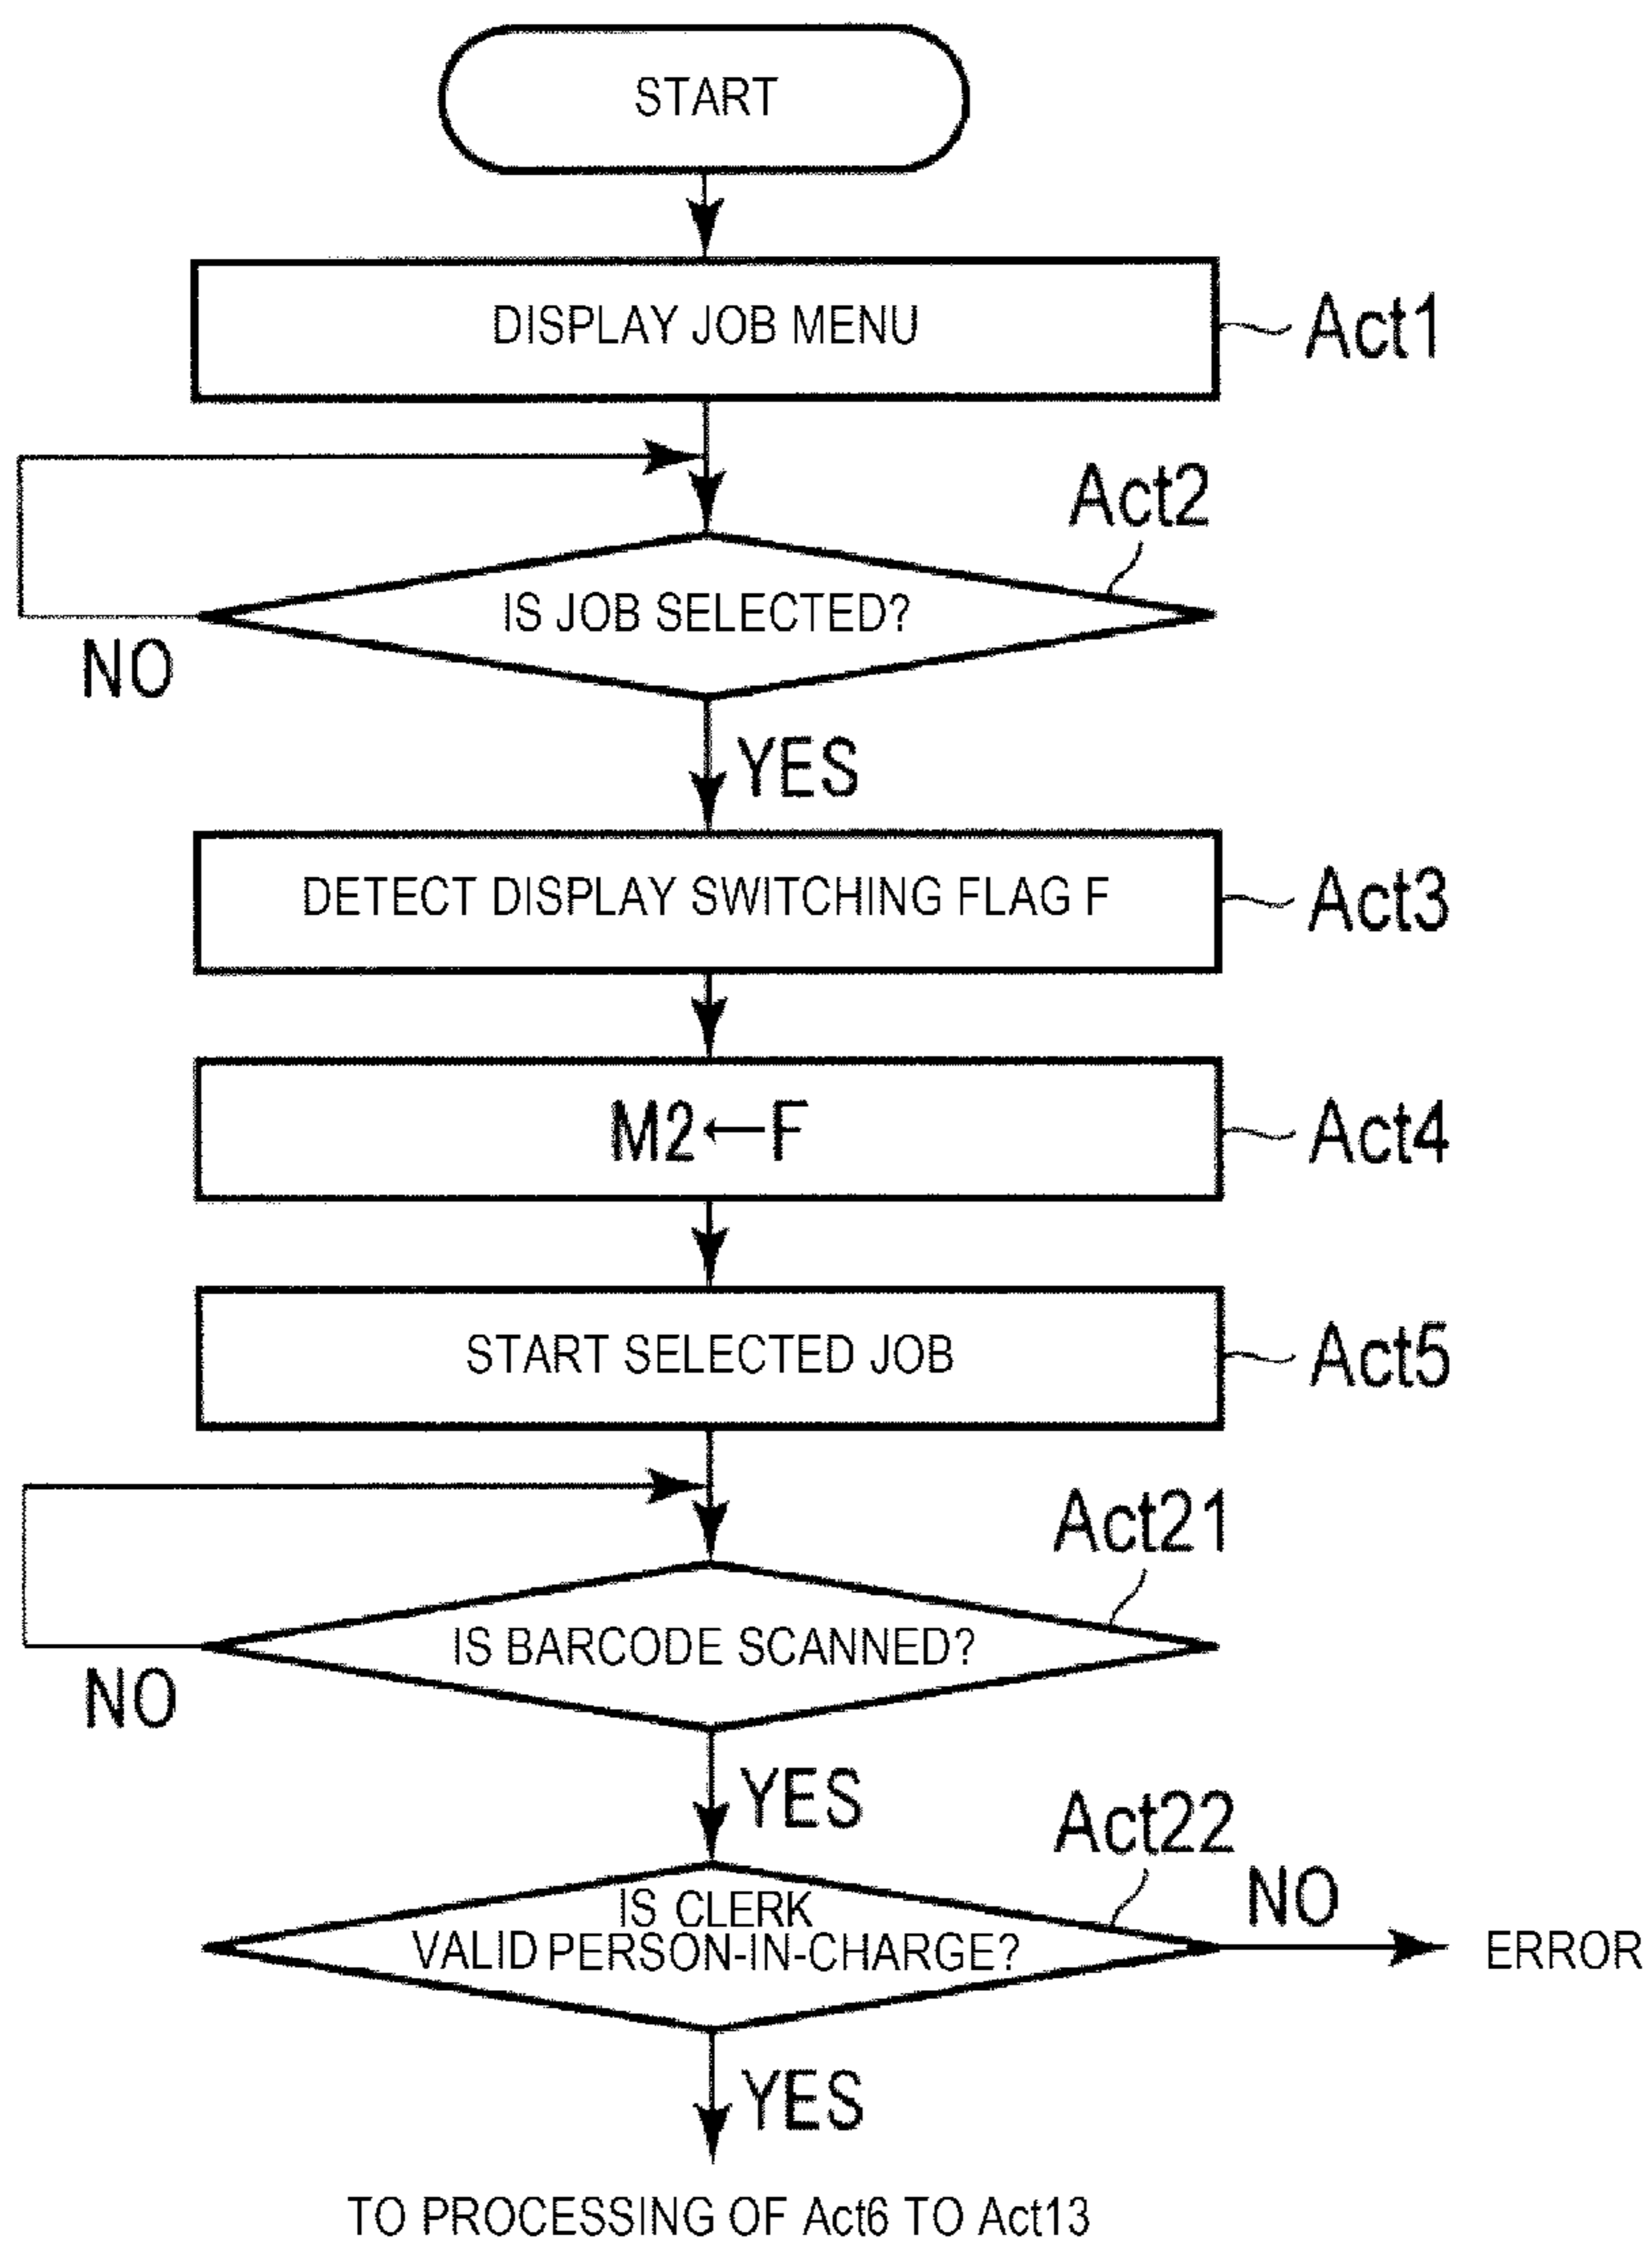 START
DISPLAY JOB MENU
Act1
Act2
IS JOB SELECTED?
NO
YES
DETECT DISPLAY SWITCHING FLAG F
Act3
M2←F
Act4
START SELECTED JOB
Act5
Act21
IS BARCODE SCANNED?
NO
YES
Act22
NO
IS CLERK
VALID PERSON-IN-CHARGE?
ERROR
YES
TO PROCESSING OF Act6 TO Act13